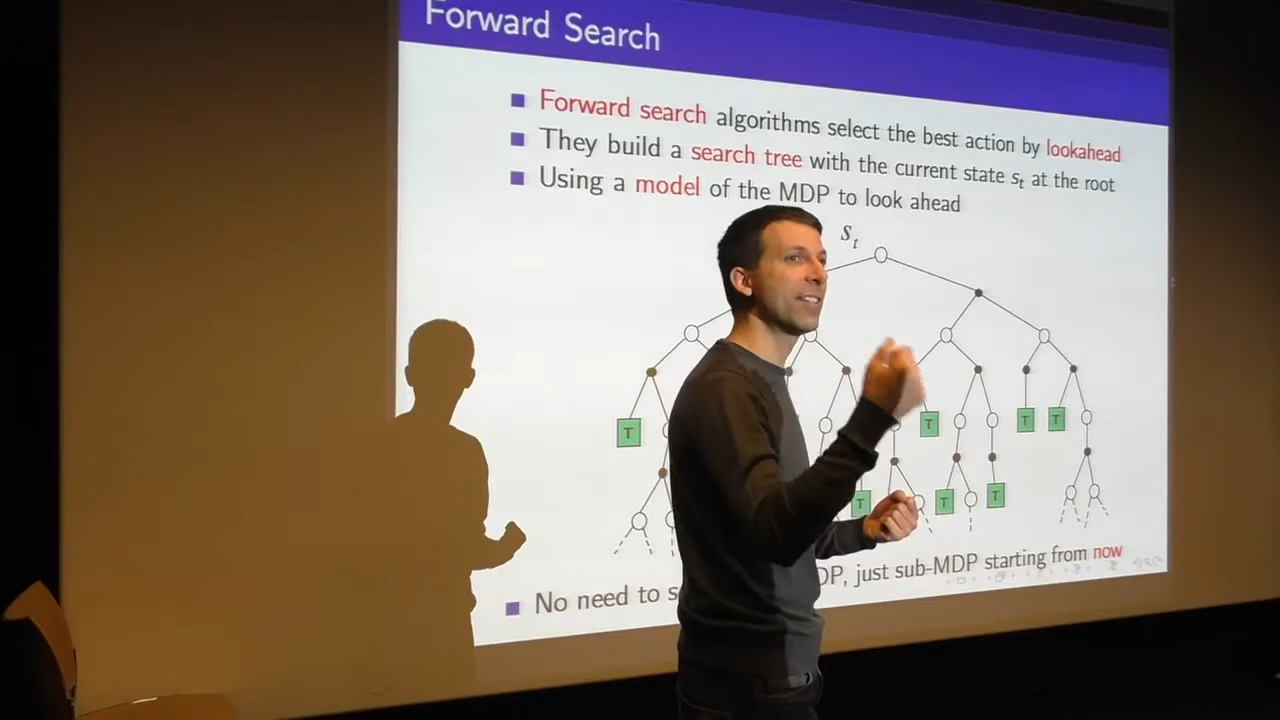 Forward Search
Forward search algorithms select the best action by lookahead
They build a search tree with the current state st at the root
Using a model of the MDP to look ahead
st
T
T
T
T
T
T
T
No need to s
DP, just sub-MDP starting from now